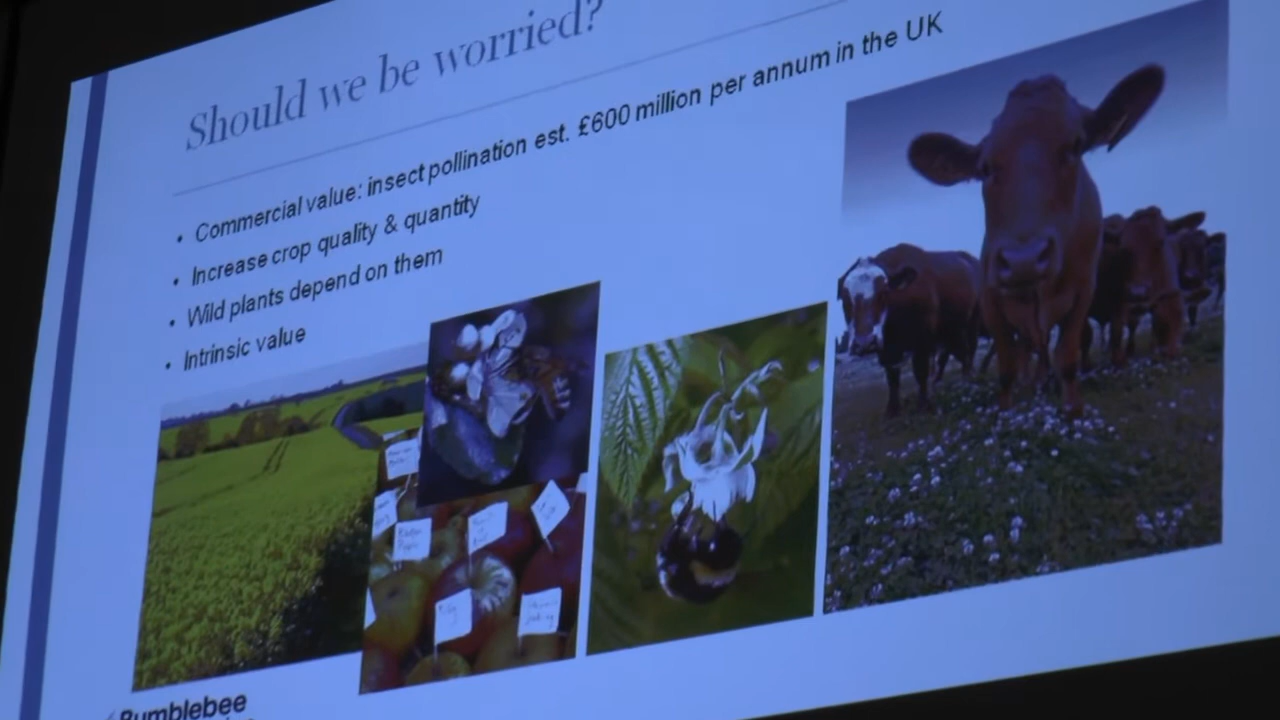 Should we be worried?
• Commercial value: insect pollination est. £600 million per annum in the UK
• Increase crop quality & quantity
• Wild plants depend on them
• Intrinsic value
Bumblebee